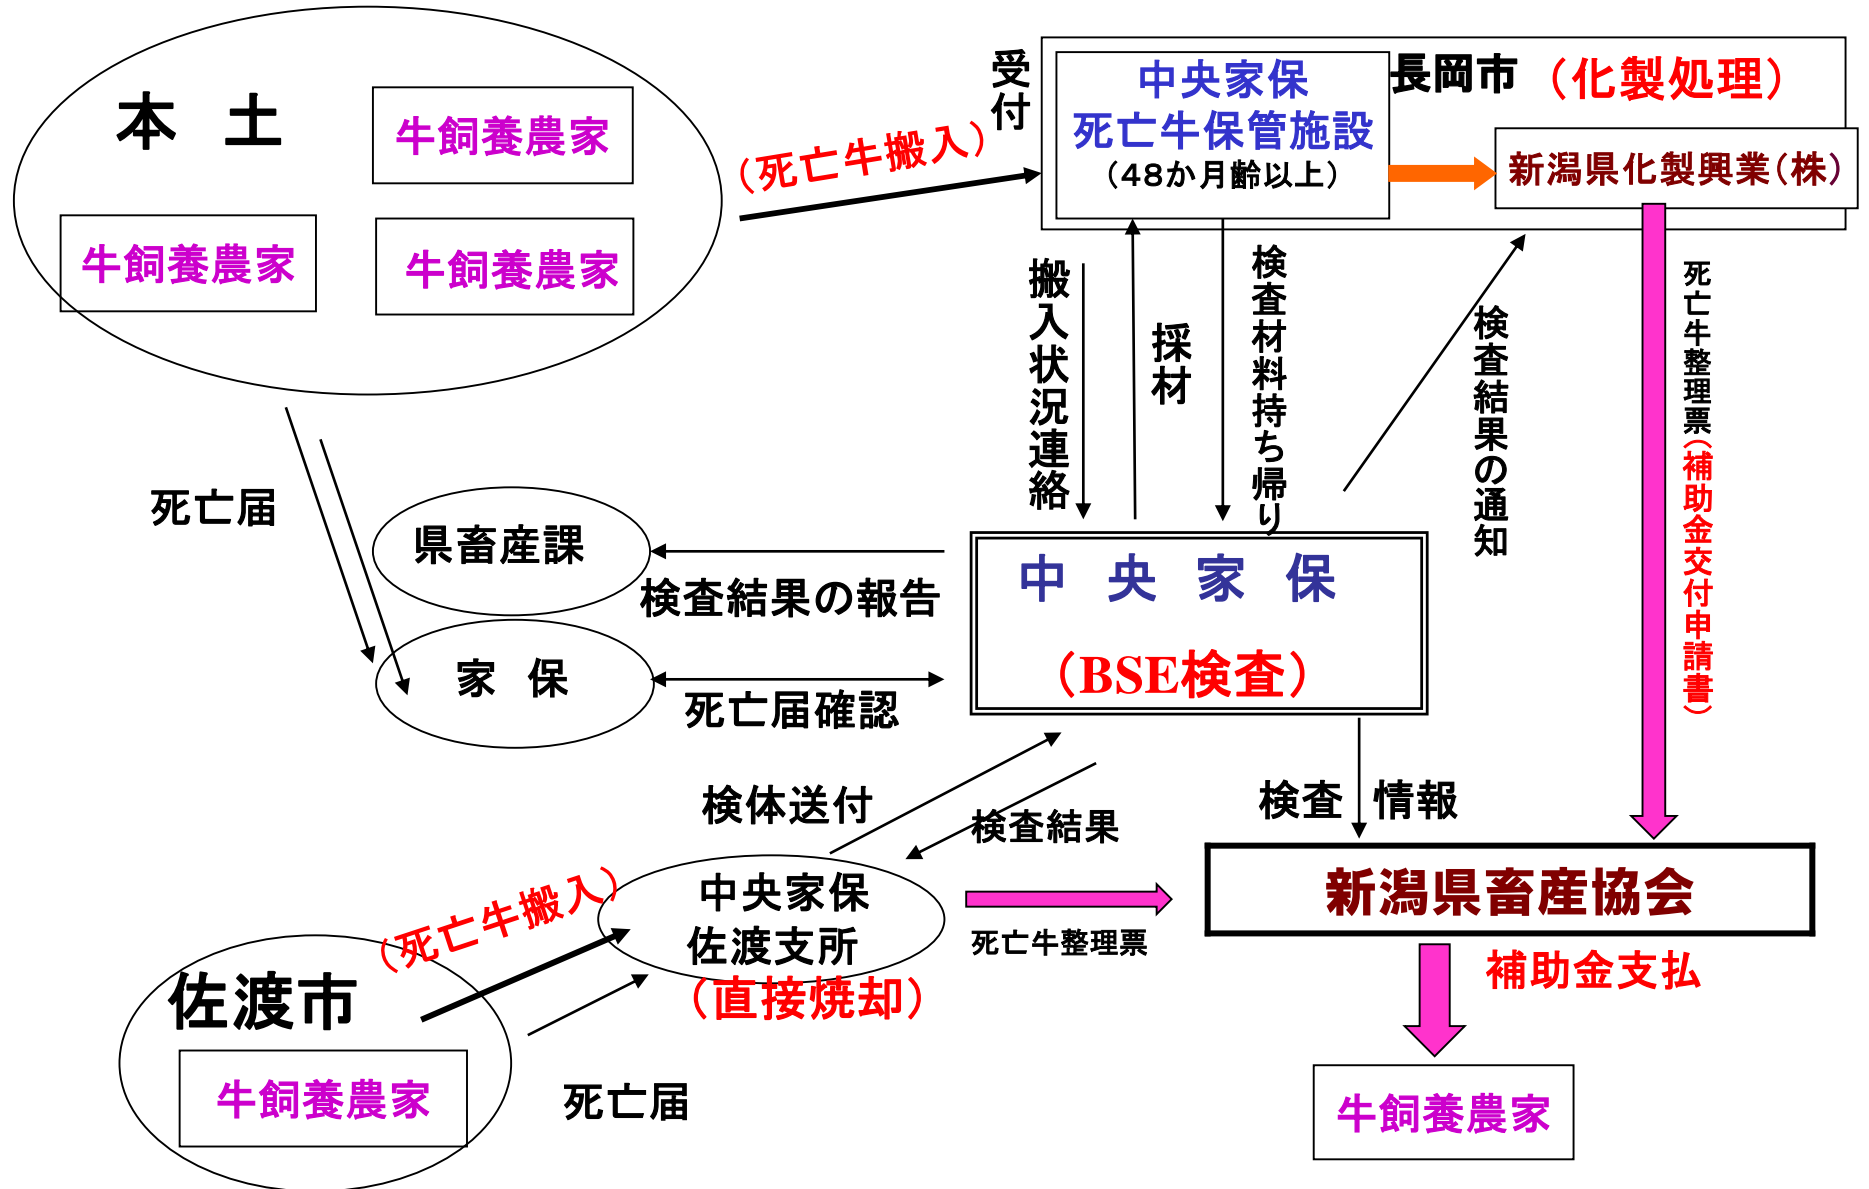 本　土
牛飼養農家
牛飼養農家
牛飼養農家
（死亡牛搬入）
受付
中央家保
死亡牛保管施設
（４８か月齢以上）
長岡市
（化製処理）
新潟県化製興業（株）
搬入状況連絡
採材
検査材料持ち帰り
検査結果の通知
死亡牛整理票（補助金交付申請書）
死亡届
県畜産課
検査結果の報告
家　保
死亡届確認
中　央　家　保
（BSE検査）
検体送付
検査結果
検査　情報
中央家保
佐渡支所
（直接焼却）
死亡牛整理票
新潟県畜産協会
補助金支払
牛飼養農家
（死亡牛搬入）
佐渡市
牛飼養農家
死亡届